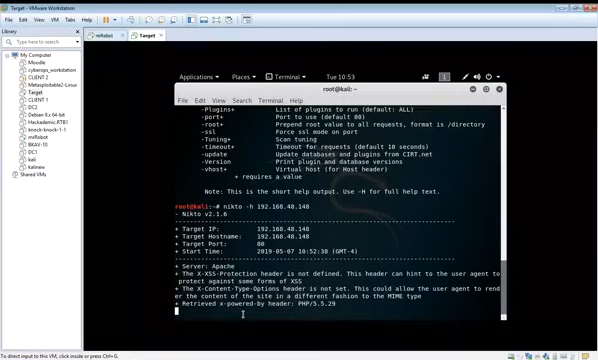 Target - VMware Workstation
File Edit View VM Tabs Help
Library
Type here to search
mRobot
Target
My Computer
Moodle
cyberops_workstation
CLIENT 2
Metasploitable2-Linux
Target
CLIENT 1
DC2
Debian 9.x 64-bit
Hackademic.RTB1
knock-knock-1-1
mRobot
BKAV-10
DC1
kali
kalinew
Shared VMs
Applications Places Terminal Tue 10:53 1
root@kali: ~
File Edit View Search Terminal Help
-Plugins+ List of plugins to run (default: ALL)
-port+ Port to use (default 80)
-root+ Prepend root value to all requests, format is /directory
-ssl Force ssl mode on port
-Tuning+ Scan tuning
-timeout+ Timeout for requests (default 10 seconds)
-update Update databases and plugins from CIRT.net
-Version Print plugin and database versions
-vhost+ Virtual host (for Host header)
+ requires a value
Note: This is the short help output. Use -H for full help text.
root@kali:~# nikto -h 192.168.48.148
- Nikto v2.1.6
---------------------------------------------------------------------------
+ Target IP: 192.168.48.148
+ Target Hostname: 192.168.48.148
+ Target Port: 80
+ Start Time: 2019-05-07 10:52:38 (GMT-4)
---------------------------------------------------------------------------
+ Server: Apache
+ The X-XSS-Protection header is not defined. This header can hint to the user agent to
protect against some forms of XSS
+ The X-Content-Type-Options header is not set. This could allow the user agent to rend
er the content of the site in a different fashion to the MIME type
+ Retrieved x-powered-by header: PHP/5.5.29
To direct input to this VM, click inside or press Ctrl+G.